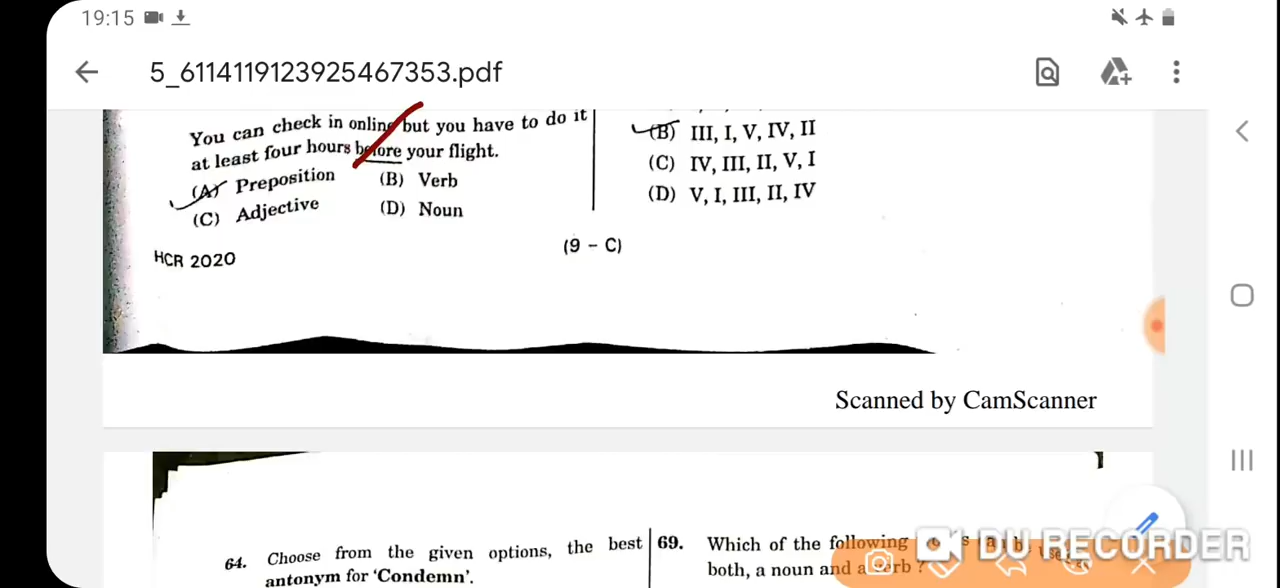 19:15
5_6114119123925467353.pdf
You can check in online but you have to do it
at least four hours before your flight.
(A) Preposition
(B) Verb
(C) Adjective
(D) Noun
HCR 2020
(B) III, I, V, IV, II
(C) IV, III, II, V, I
(D) V, I, III, II, IV
(9 - C)
Scanned by CamScanner
64. Choose from the given options, the best
antonym for ‘Condemn’.
69. Which of the following
both, a noun and a verb ?
DU RECORDER